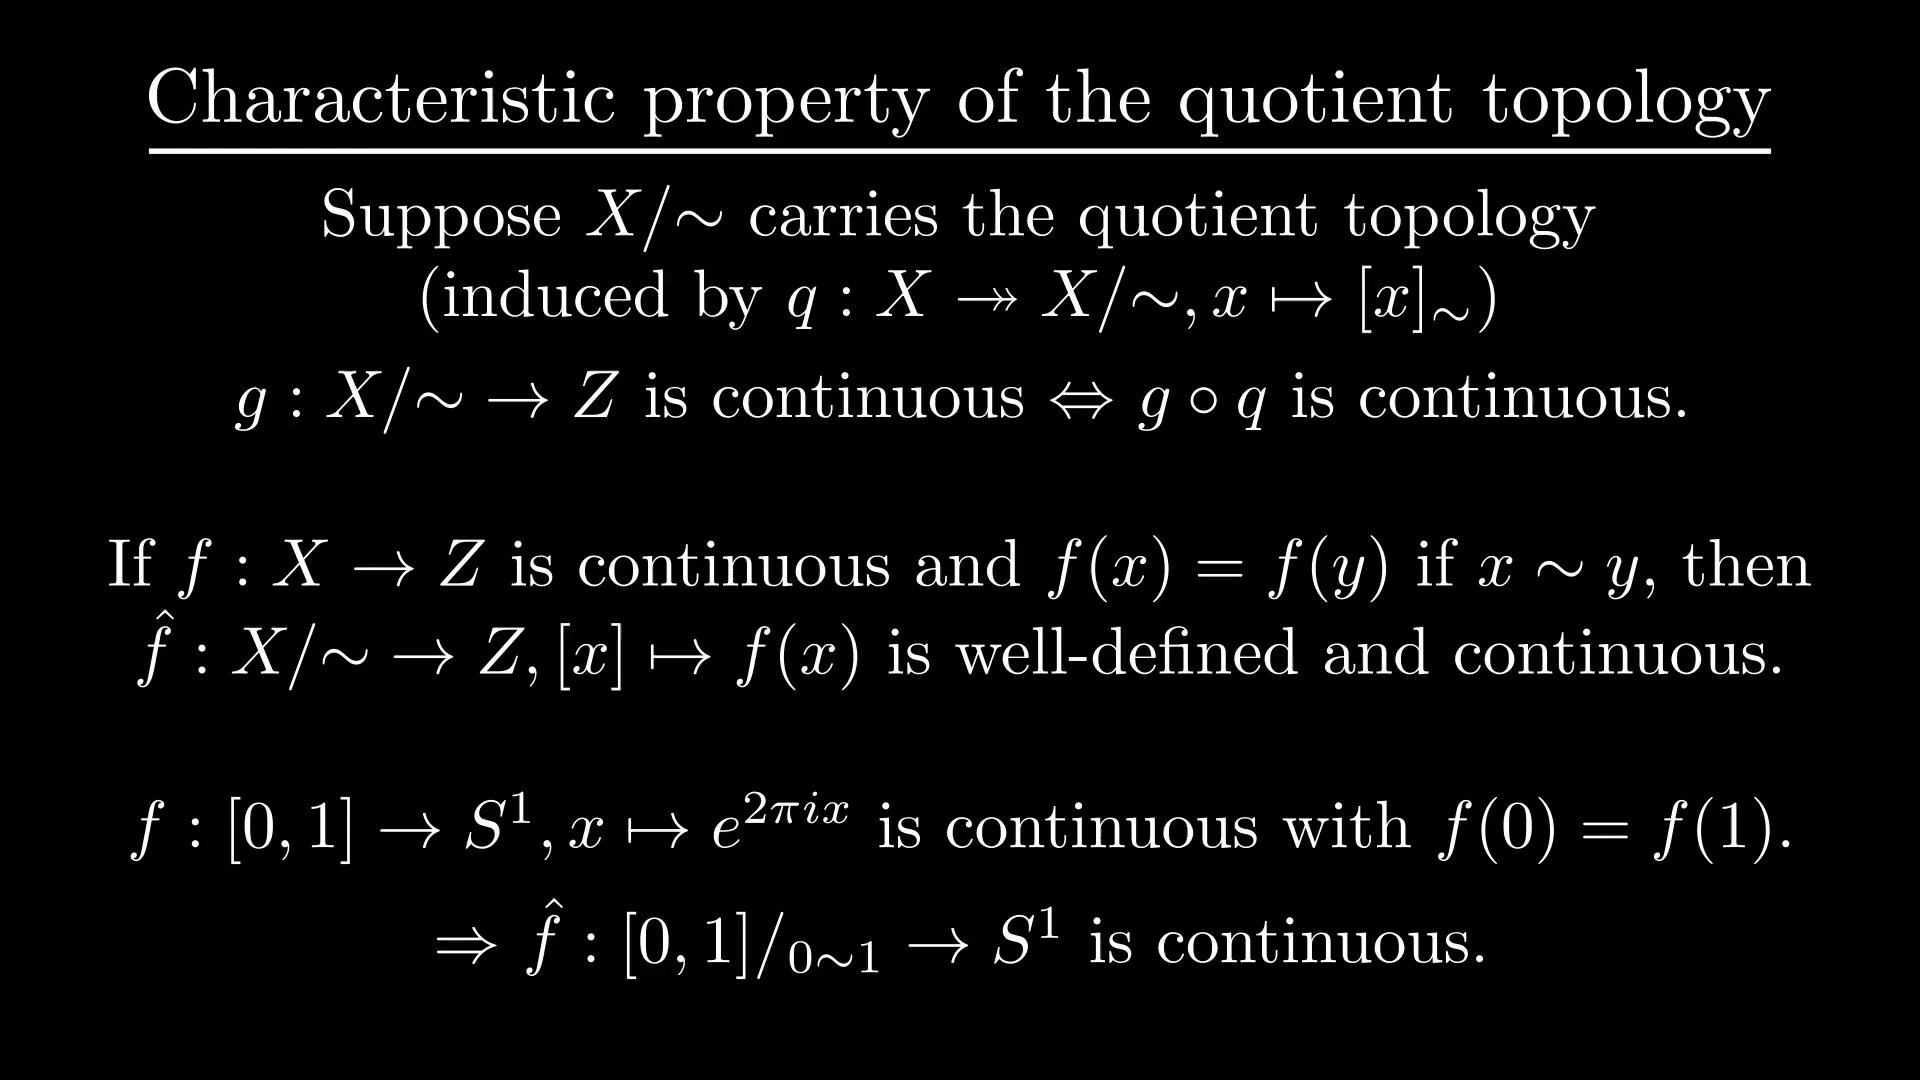 Characteristic property of the quotient topology
Suppose X/∼ carries the quotient topology
(induced by q : X ↠ X/∼, x ↦ [x]∼)
g : X/∼ → Z is continuous ⇔ g ∘ q is continuous.
If f : X → Z is continuous and f(x) = f(y) if x ∼ y, then
f̂ : X/∼ → Z, [x] ↦ f(x) is well-defined and continuous.
f : [0, 1] → S¹, x ↦ e^{2πix} is continuous with f(0) = f(1).
⇒ f̂ : [0, 1]/₀∼₁ → S¹ is continuous.